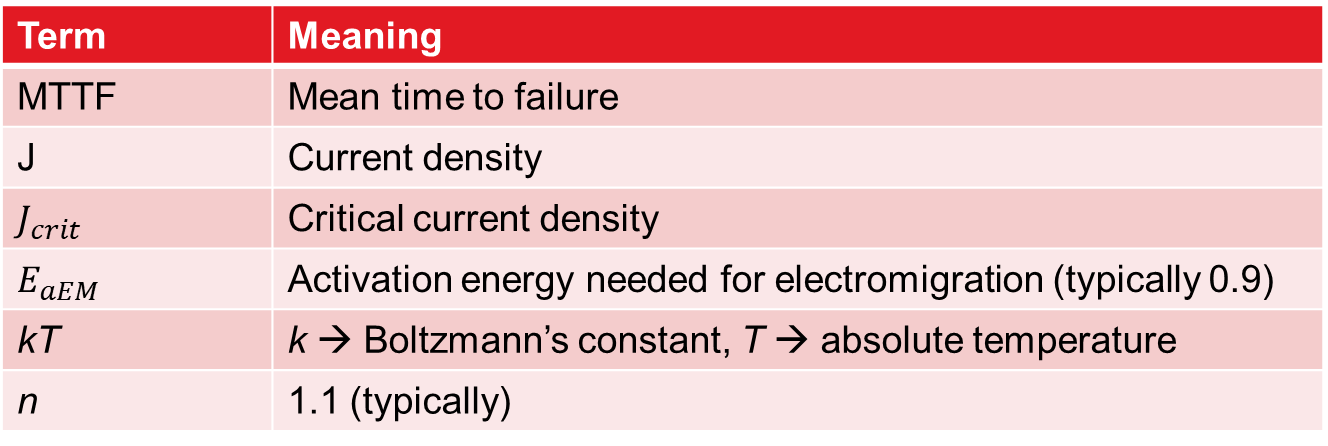 Term Meaning
MTTF Mean time to failure
J Current density
J_crit Critical current density
E_aEM Activation energy needed for electromigration (typically 0.9)
kT k → Boltzmann’s constant, T → absolute temperature
n 1.1 (typically)